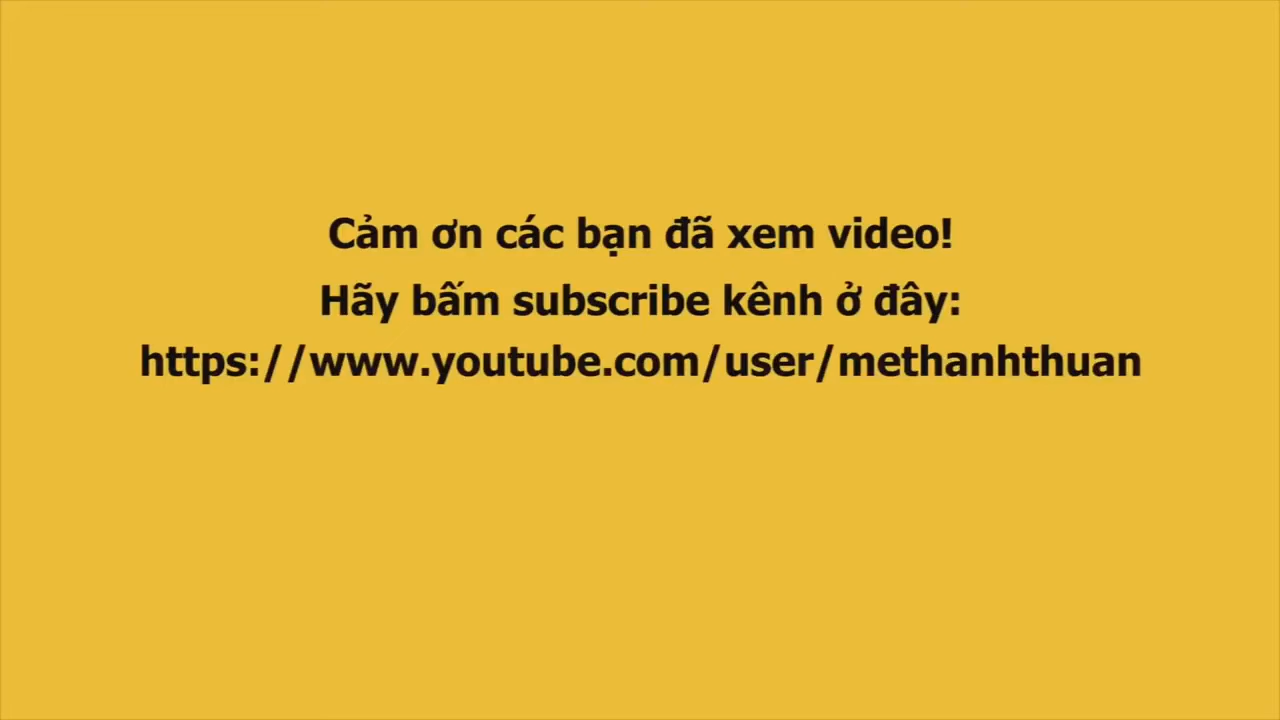 Cảm ơn các bạn đã xem video!
Hãy bấm subscribe kênh ở đây:
https://www.youtube.com/user/methanhthuan